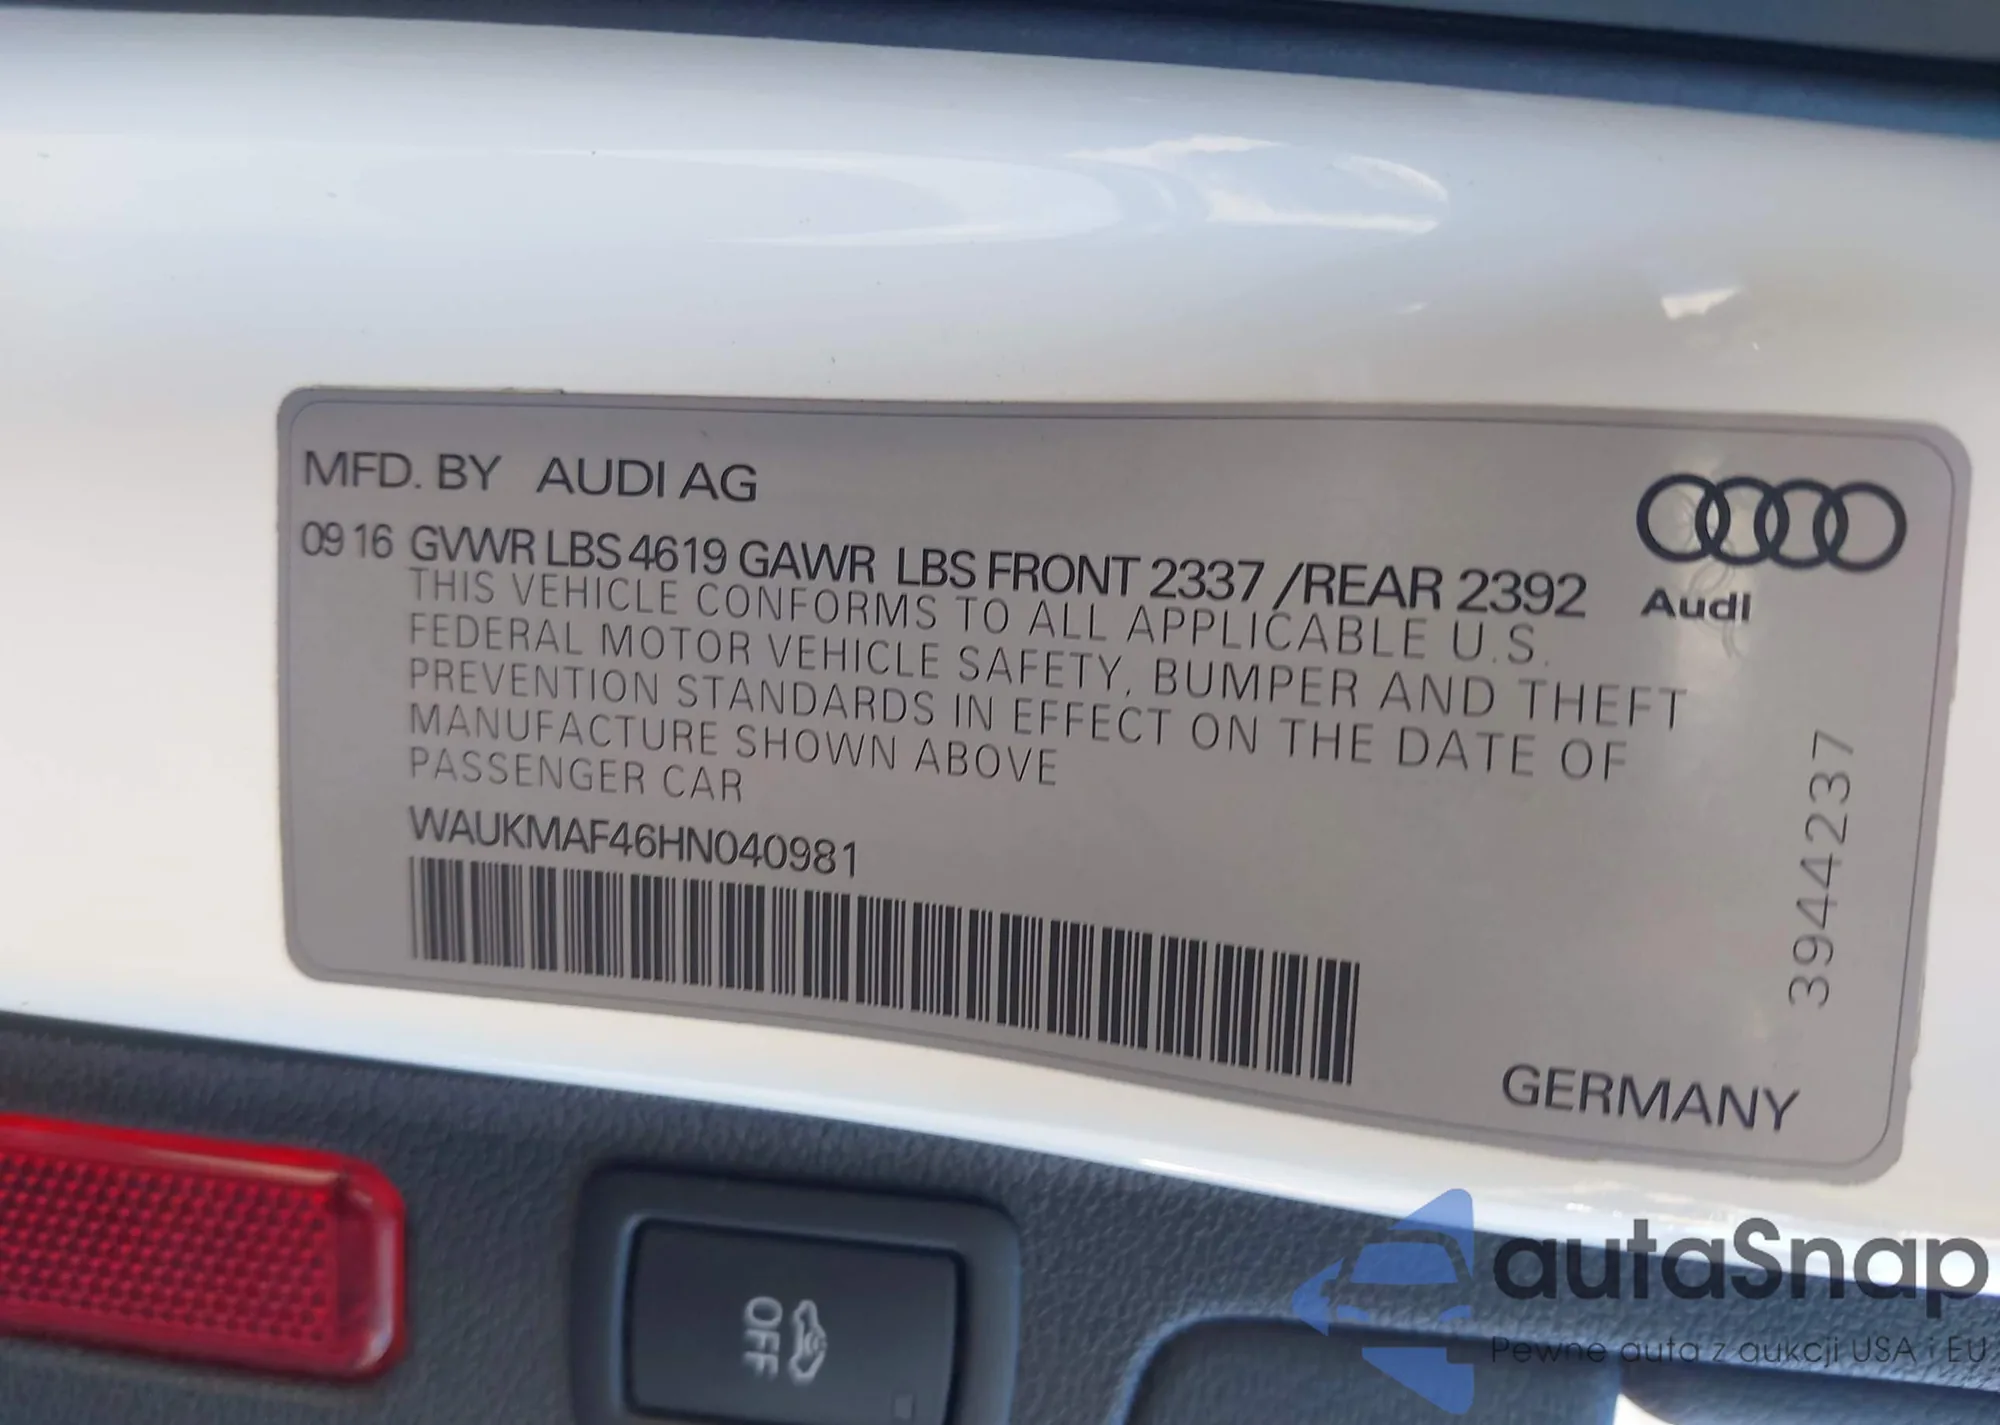 MFD. BY AUDI AG
09 16 GVWR LBS 4619 GAWR LBS FRONT 2337 /REAR 2392
Audi
THIS VEHICLE CONFORMS TO ALL APPLICABLE U.S.
FEDERAL MOTOR VEHICLE SAFETY, BUMPER AND THEFT
PREVENTION STANDARDS IN EFFECT ON THE DATE OF
MANUFACTURE SHOWN ABOVE
PASSENGER CAR
WAUKMAF46HN040981
3944237
GERMANY
OFF
autaSnap
Pewne auta z aukcji USA i EU